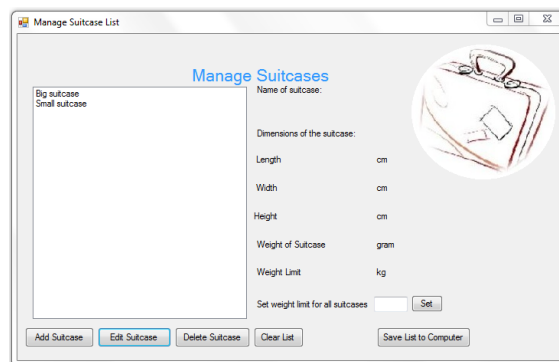 Manage Suitcase List
Manage Suitcases
Big suitcase
Small suitcase
Name of suitcase:
Dimensions of the suitcase:
Length cm
Width cm
Height cm
Weight of Suitcase gram
Weight Limit kg
Set weight limit for all suitcases Set
Add Suitcase Edit Suitcase Delete Suitcase Clear List Save List to Computer